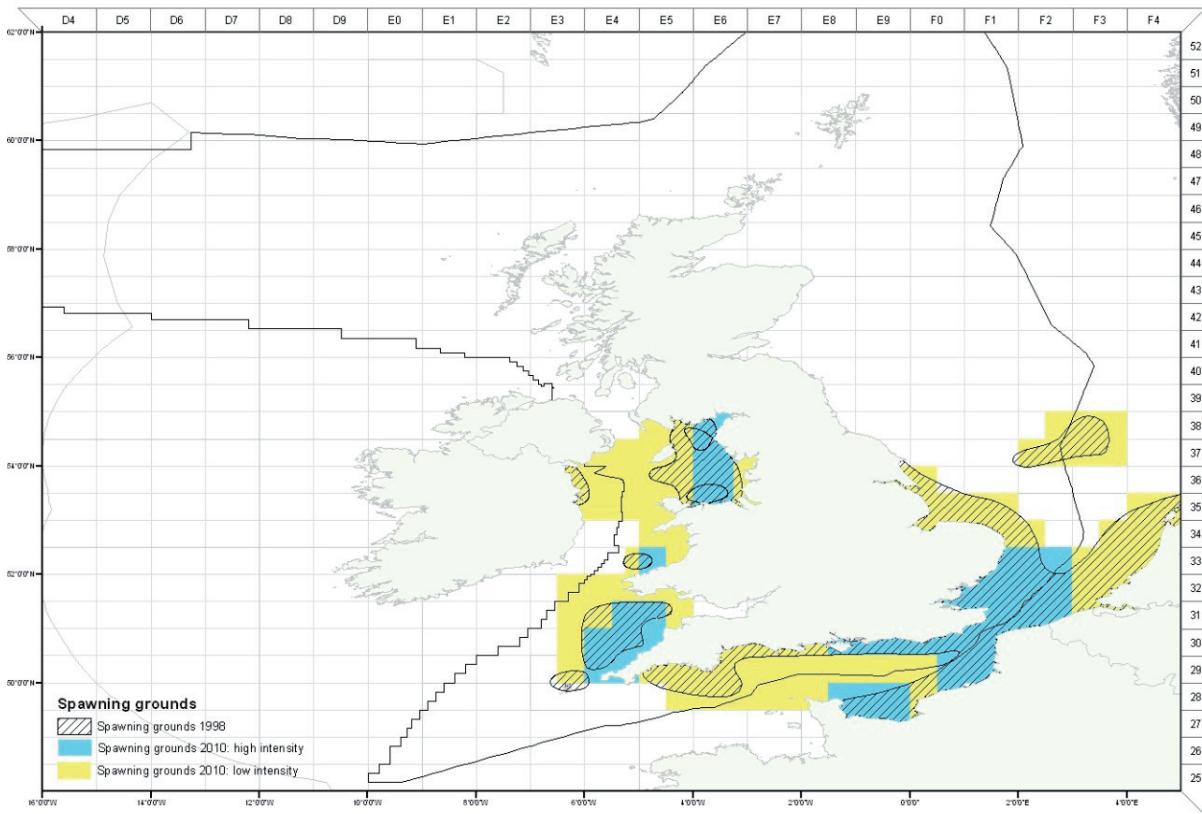 D4 D5 D6 D7 D8 D9 E0 E1 E2 E3 E4 E5 E6 E7 E8 E9 F0 F1 F2 F3 F4
62°0'0"N
52
51
50
60°0'0"N
49
48
47
46
58°0'0"N
45
44
43
42
56°0'0"N
41
40
39
38
54°0'0"N
37
36
35
34
52°0'0"N
33
32
31
30
50°0'0"N
29
28
27
26
25
Spawning grounds
Spawning grounds 1998
Spawning grounds 2010: high intensity
Spawning grounds 2010: low intensity
16°0'0"W 14°0'0"W 12°0'0"W 10°0'0"W 8°0'0"W 6°0'0"W 4°0'0"W 2°0'0"W 0°0'0" 2°0'0"E 4°0'0"E